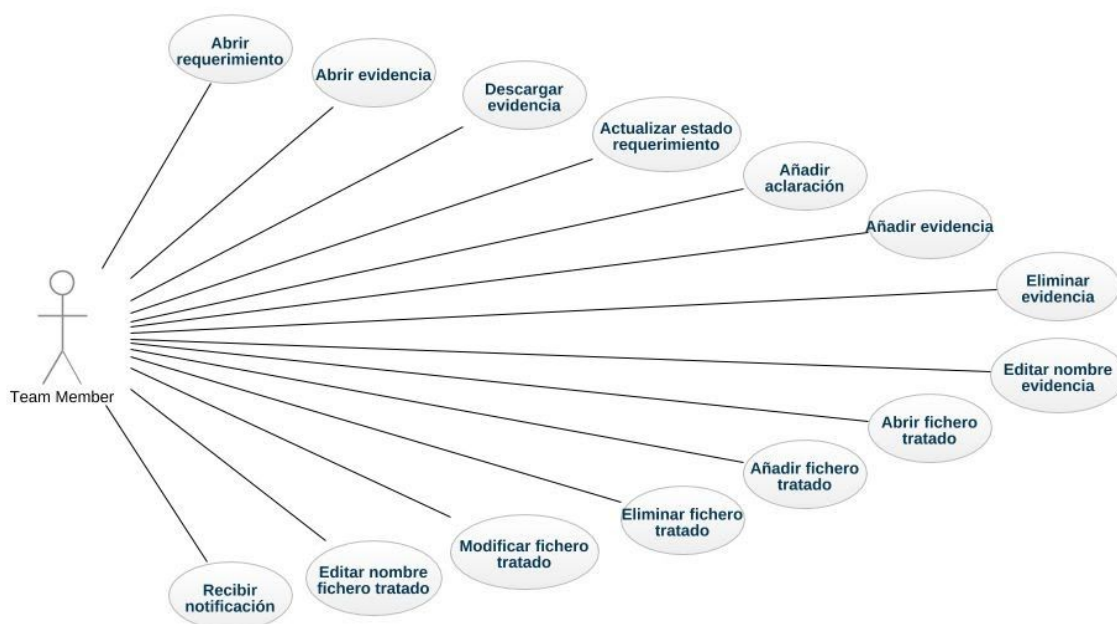 Abrir
requerimiento
Abrir evidencia
Descargar
evidencia
Actualizar estado
requerimiento
Añadir
aclaración
Añadir evidencia
Eliminar
evidencia
Editar nombre
evidencia
Team Member
Abrir fichero
tratado
Añadir fichero
tratado
Eliminar fichero
tratado
Modificar fichero
tratado
Editar nombre
fichero tratado
Recibir
notificación